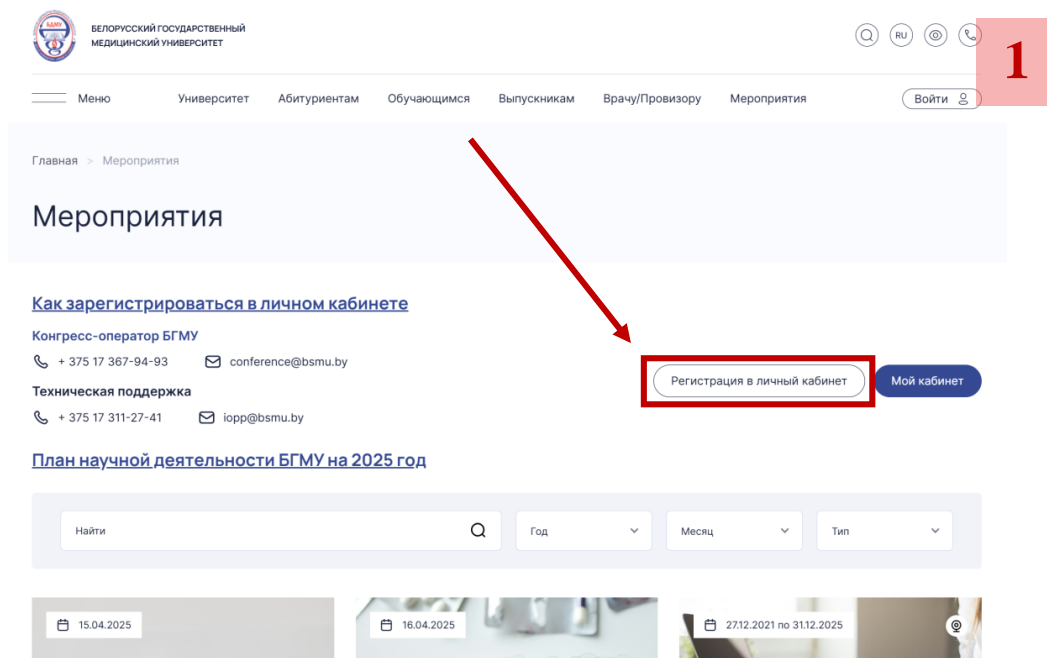 БЕЛОРУССКИЙ ГОСУДАРСТВЕННЫЙ
МЕДИЦИНСКИЙ УНИВЕРСИТЕТ
RU
1
Меню Университет Абитуриентам Обучающимся Выпускникам Врачу/Провизору Мероприятия Войти
Главная > Мероприятия
Мероприятия
Как зарегистрироваться в личном кабинете
Конгресс-оператор БГМУ
+ 375 17 367-94-93 conference@bsmu.by
Техническая поддержка
+ 375 17 311-27-41 iopp@bsmu.by
Регистрация в личный кабинет Мой кабинет
План научной деятельности БГМУ на 2025 год
Найти Год Месяц Тип
15.04.2025 16.04.2025 27.12.2021 по 31.12.2025